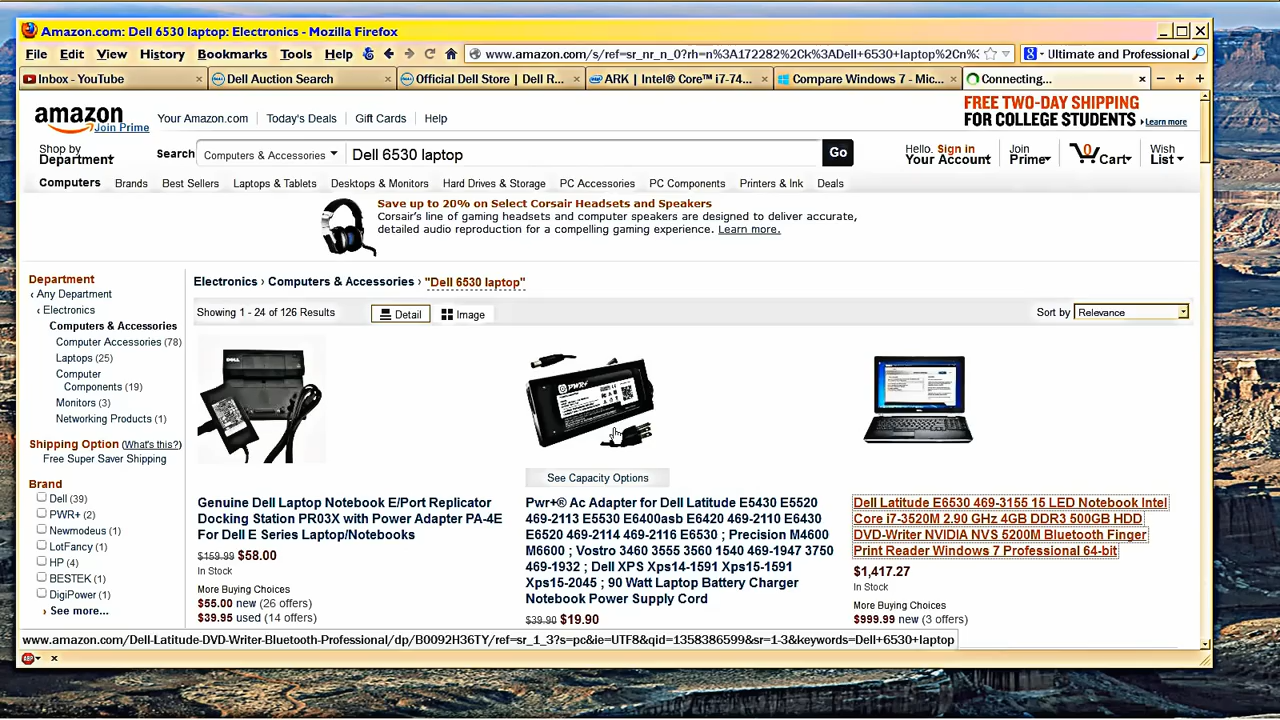 Amazon.com: Dell 6530 laptop: Electronics - Mozilla Firefox
File Edit View History Bookmarks Tools Help
www.amazon.com/s/ref=sr_nr_n_0?rh=n%3A172282%2Ck%3ADell+6530+laptop%2Cn%
Ultimate and Professional
Inbox - YouTube
Dell Auction Search
Official Dell Store | Dell R...
ARK | Intel® Core™ i7-74...
Compare Windows 7 - Mic...
Connecting...
amazon
Join Prime
Your Amazon.com Today's Deals Gift Cards Help
FREE TWO-DAY SHIPPING
FOR COLLEGE STUDENTS Learn more
Shop by
Department
Search Computers & Accessories Dell 6530 laptop Go
Hello. Sign in
Your Account
Join
Prime
0
Cart
Wish
List
Computers Brands Best Sellers Laptops & Tablets Desktops & Monitors Hard Drives & Storage PC Accessories PC Components Printers & Ink Deals
Save up to 20% on Select Corsair Headsets and Speakers
Corsair's line of gaming headsets and computer speakers are designed to deliver accurate,
detailed audio reproduction for a compelling gaming experience. Learn more.
Department
‹ Any Department
‹ Electronics
Computers & Accessories
Computer Accessories (78)
Laptops (25)
Computer
Components (19)
Monitors (3)
Networking Products (1)
Shipping Option (What's this?)
Free Super Saver Shipping
Brand
Dell (39)
PWR+ (2)
Newmodeus (1)
LotFancy (1)
HP (4)
BESTEK (1)
DigiPower (1)
› See more...
Electronics › Computers & Accessories › "Dell 6530 laptop"
Showing 1 - 24 of 126 Results
Detail Image
Sort by Relevance
DELL
PWR+
See Capacity Options
Genuine Dell Laptop Notebook E/Port Replicator
Docking Station PR03X with Power Adapter PA-4E
For Dell E Series Laptop/Notebooks
$159.99 $58.00
In Stock
More Buying Choices
$55.00 new (26 offers)
$39.95 used (14 offers)
Pwr+® Ac Adapter for Dell Latitude E5430 E5520
469-2113 E5530 E6400asb E6420 469-2110 E6430
E6520 469-2114 469-2116 E6530 ; Precision M4600
M6600 ; Vostro 3460 3555 3560 1540 469-1947 3750
469-1932 ; Dell XPS Xps14-1591 Xps15-1591
Xps15-2045 ; 90 Watt Laptop Battery Charger
Notebook Power Supply Cord
$39.90 $19.90
Dell Latitude E6530 469-3155 15 LED Notebook Intel
Core i7-3520M 2.90 GHz 4GB DDR3 500GB HDD
DVD-Writer NVIDIA NVS 5200M Bluetooth Finger
Print Reader Windows 7 Professional 64-bit
$1,417.27
In Stock
More Buying Choices
$999.99 new (3 offers)
www.amazon.com/Dell-Latitude-DVD-Writer-Bluetooth-Professional/dp/B0092H36TY/ref=sr_1_3?s=pc&ie=UTF8&qid=1358386599&sr=1-3&keywords=Dell+6530+laptop
ABP